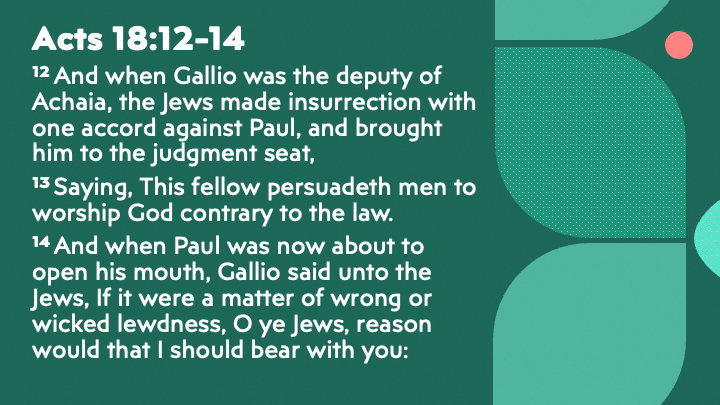 Acts 18:12-14
12 And when Gallio was the deputy of
Achaia, the Jews made insurrection with
one accord against Paul, and brought
him to the judgment seat,
13 Saying, This fellow persuadeth men to
worship God contrary to the law.
14 And when Paul was now about to
open his mouth, Gallio said unto the
Jews, If it were a matter of wrong or
wicked lewdness, O ye Jews, reason
would that I should bear with you: